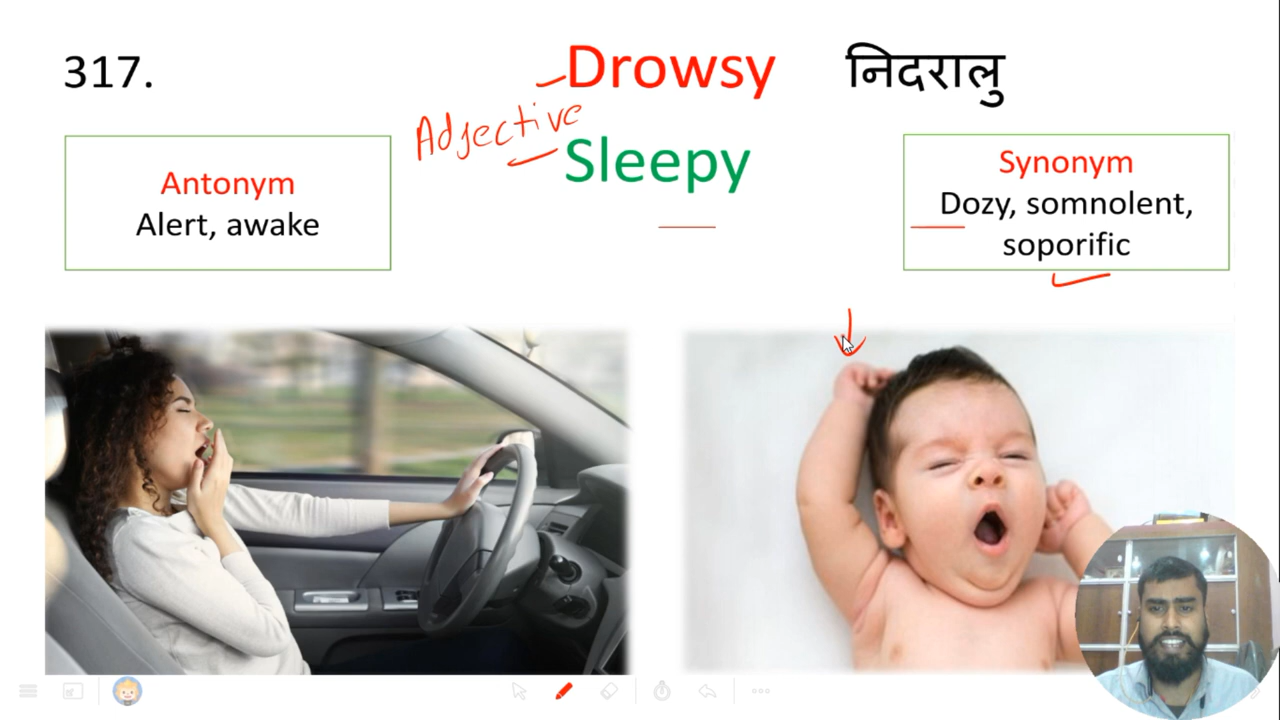 317.
Drowsy
निदरालु
Adjective
Sleepy
Antonym
Alert, awake
Synonym
Dozy, somnolent,
soporific